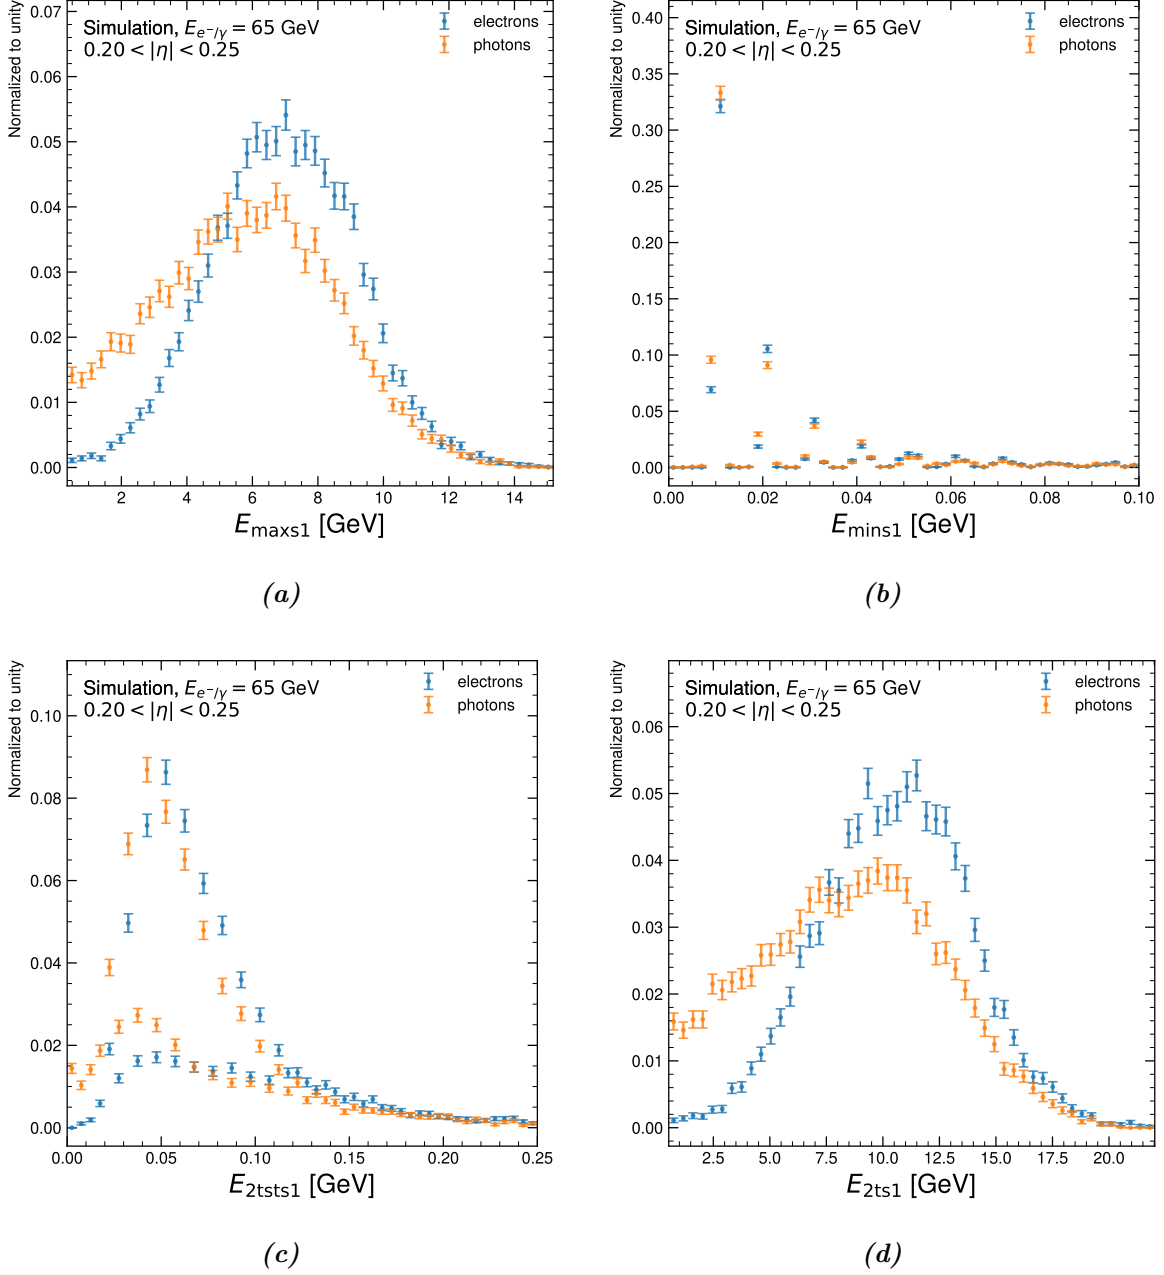 Normalized to unity
0.07
0.06
0.05
0.04
0.03
0.02
0.01
0.00
Simulation, E_{e⁻/γ} = 65 GeV
0.20 < |η| < 0.25
electrons
photons
2 4 6 8 10 12 14
E_{maxs1} [GeV]
(a)
Normalized to unity
0.40
0.35
0.30
0.25
0.20
0.15
0.10
0.05
0.00
Simulation, E_{e⁻/γ} = 65 GeV
0.20 < |η| < 0.25
electrons
photons
0.00 0.02 0.04 0.06 0.08 0.10
E_{mins1} [GeV]
(b)
Normalized to unity
0.10
0.08
0.06
0.04
0.02
0.00
Simulation, E_{e⁻/γ} = 65 GeV
0.20 < |η| < 0.25
electrons
photons
0.00 0.05 0.10 0.15 0.20 0.25
E_{2tsts1} [GeV]
(c)
Normalized to unity
0.06
0.05
0.04
0.03
0.02
0.01
0.00
Simulation, E_{e⁻/γ} = 65 GeV
0.20 < |η| < 0.25
electrons
photons
2.5 5.0 7.5 10.0 12.5 15.0 17.5 20.0
E_{2ts1} [GeV]
(d)